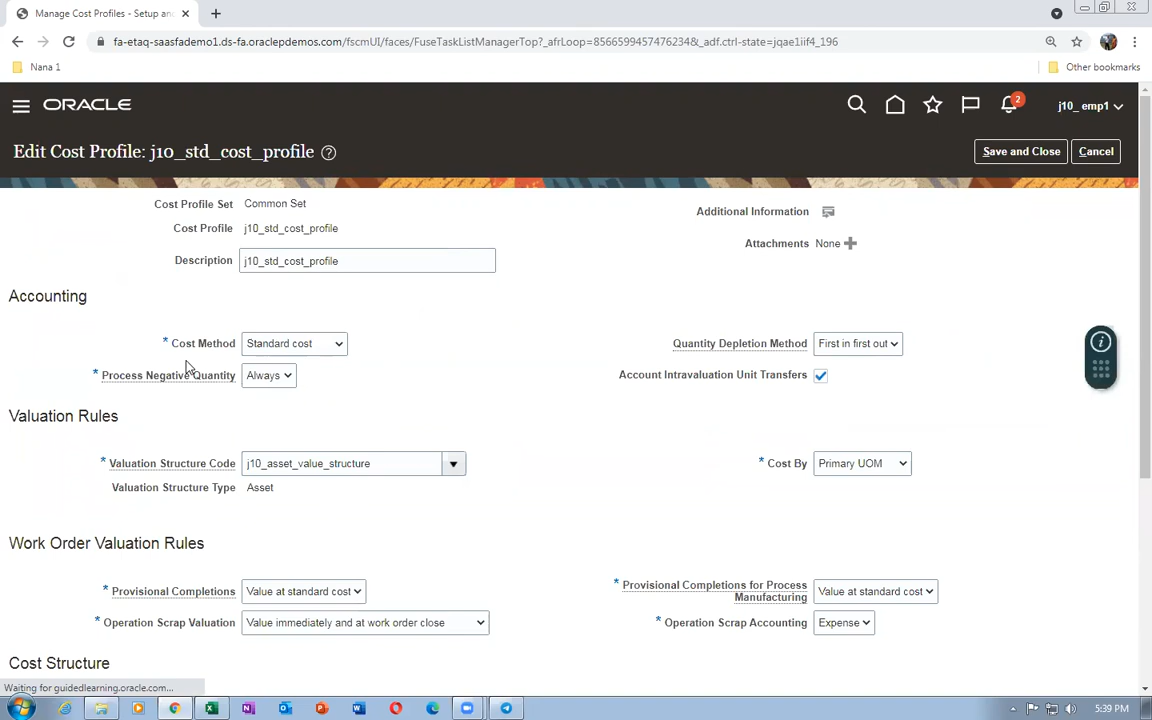 Manage Cost Profiles - Setup and
fa-etaq-saasfademo1.ds-fa.oraclepdemos.com/fscmUI/faces/FuseTaskListManagerTop?_afrLoop=8566599457476234&_adf.ctrl-state=jqae1iif4_196
Nana 1
Other bookmarks
ORACLE
2
j10_ emp1
Edit Cost Profile: j10_std_cost_profile
Save and Close
Cancel
Cost Profile Set Common Set
Additional Information
Cost Profile j10_std_cost_profile
Attachments None
Description j10_std_cost_profile
Accounting
* Cost Method Standard cost
Quantity Depletion Method First in first out
* Process Negative Quantity Always
Account Intravaluation Unit Transfers
Valuation Rules
* Valuation Structure Code j10_asset_value_structure
* Cost By Primary UOM
Valuation Structure Type Asset
Work Order Valuation Rules
* Provisional Completions Value at standard cost
* Provisional Completions for Process Manufacturing Value at standard cost
* Operation Scrap Valuation Value immediately and at work order close
* Operation Scrap Accounting Expense
Cost Structure
Waiting for guidedlearning.oracle.com...
5:39 PM